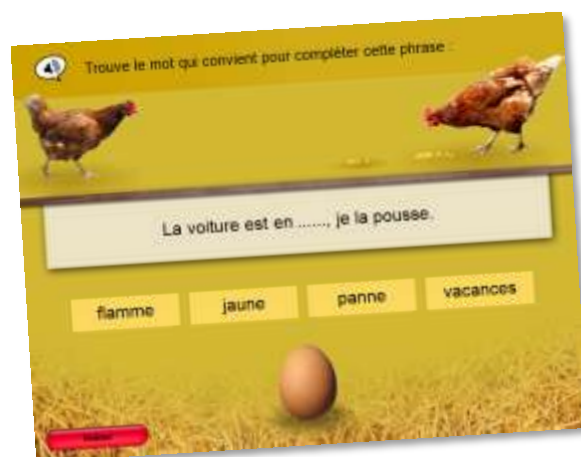 Trouve le mot qui convient pour compléter cette phrase :
La voiture est en ......, je la pousse.
flamme jaune panne vacances